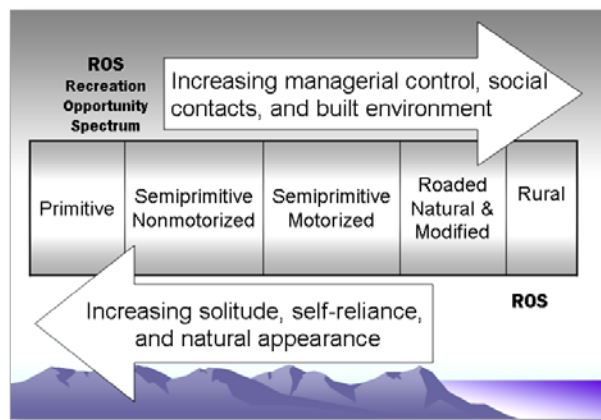 ROS
Recreation
Opportunity
Spectrum
Increasing managerial control, social
contacts, and built environment
Primitive
Semiprimitive
Nonmotorized
Semiprimitive
Motorized
Roaded
Natural &
Modified
Rural
Increasing solitude, self-reliance,
and natural appearance
ROS